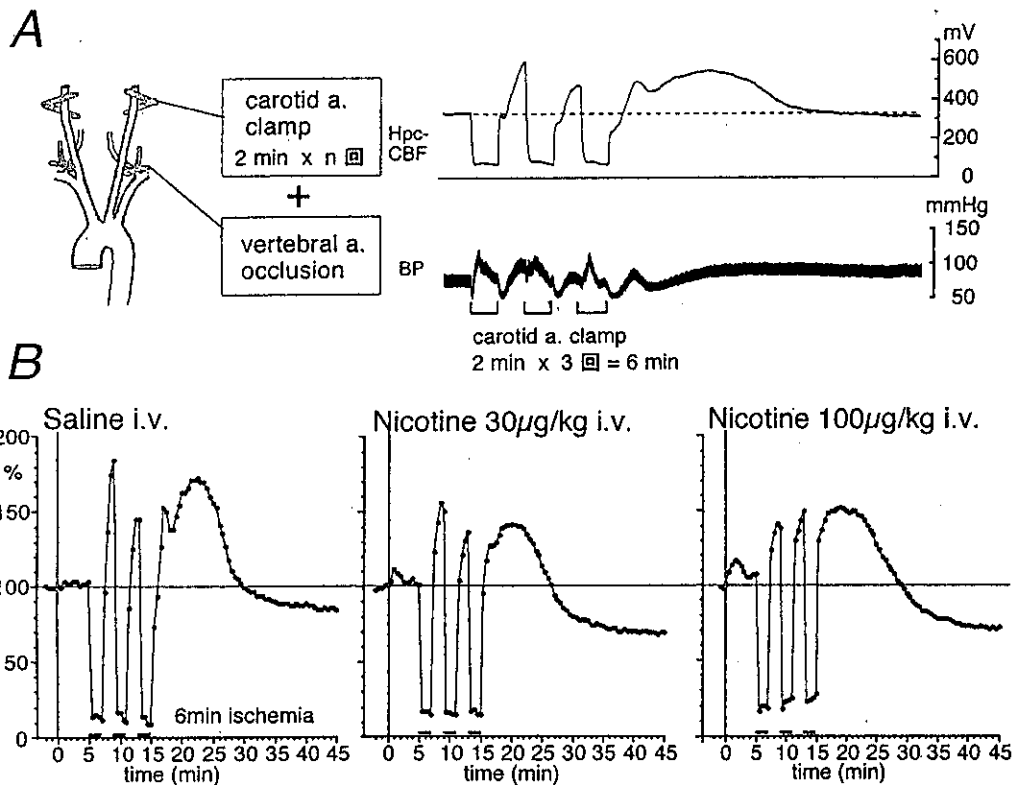 A
carotid a.
clamp
2 min x n 回
+
vertebral a.
occlusion
Hpc-
CBF
mV
600
400
200
0
BP
mmHg
150
100
50
carotid a. clamp
2 min x 3 回 = 6 min
B
Saline i.v.
Nicotine 30μg/kg i.v.
Nicotine 100μg/kg i.v.
200
%
150
100
50
0
6min ischemia
0 5 10 15 20 25 30 35 40 45
time (min)
0 5 10 15 20 25 30 35 40 45
time (min)
0 5 10 15 20 25 30 35 40 45
time (min)